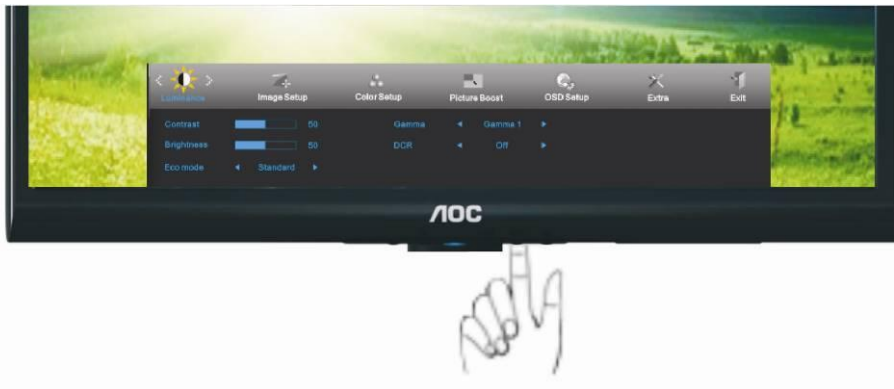 Luminance Image Setup Color Setup Picture Boost OSD Setup Extra Exit
Contrast 50 Gamma Gamma 1
Brightness 50 DCR Off
Eco mode Standard
AOC